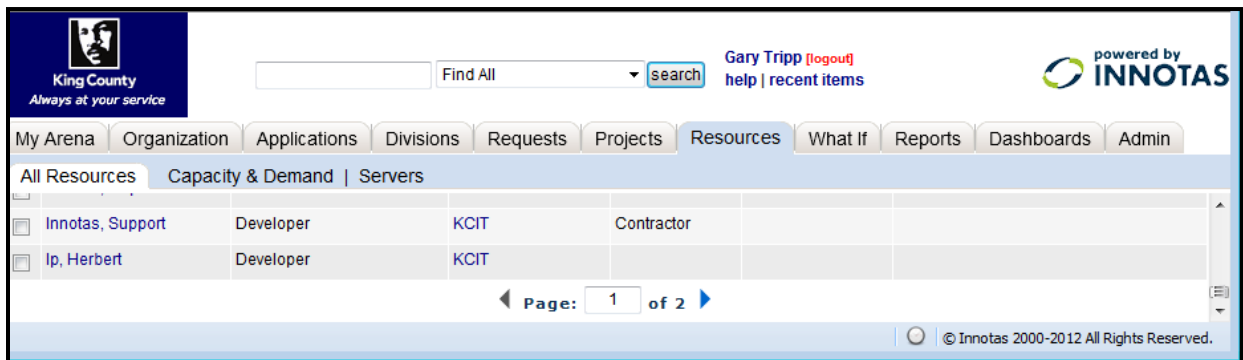 King County
Always at your service
Find All
search
Gary Tripp [logout]
help | recent items
powered by
INNOTAS
My Arena Organization Applications Divisions Requests Projects Resources What If Reports Dashboards Admin
All Resources Capacity & Demand | Servers
Innotas, Support Developer KCIT Contractor
Ip, Herbert Developer KCIT
Page: 1 of 2
© Innotas 2000-2012 All Rights Reserved.